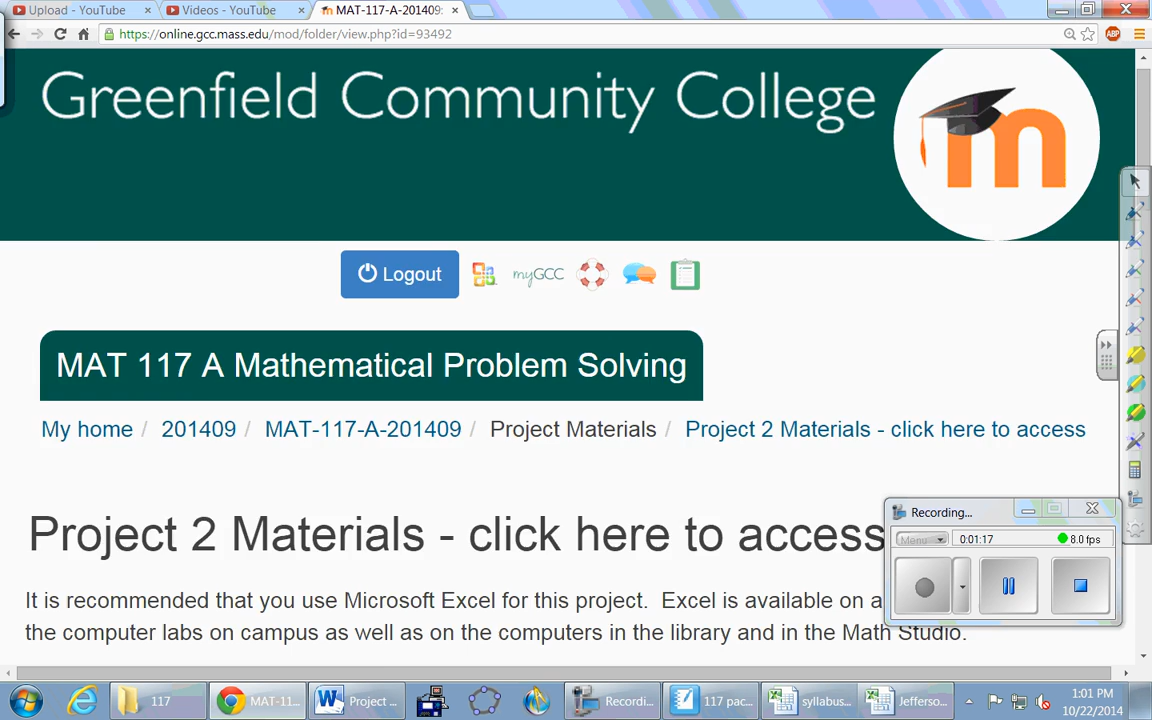 Upload - YouTube
Videos - YouTube
MAT-117-A-201409:
https://online.gcc.mass.edu/mod/folder/view.php?id=93492
ABP
Greenfield Community College
m
Logout
myGCC
MAT 117 A Mathematical Problem Solving
My home / 201409 / MAT-117-A-201409 / Project Materials / Project 2 Materials - click here to access
Project 2 Materials - click here to access
Recording...
Menu
0:01:17
8.0 fps
It is recommended that you use Microsoft Excel for this project. Excel is available on a
the computer labs on campus as well as on the computers in the library and in the Math Studio.
117
MAT-11...
Project ...
Recordi...
117 pac...
syllabus...
Jefferso...
1:01 PM
10/22/2014